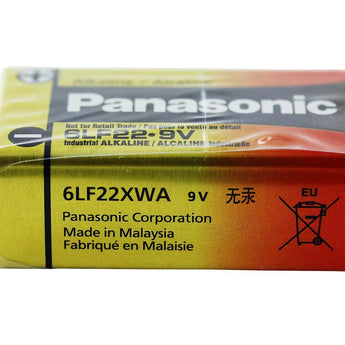 Alkaline / Alcaline
Panasonic
6LF22•9V
Not for Retail Trade / Pas pour la vente au détail
Industrial ALKALINE / ALCALINE Industrielle
6LF22XWA 9V 无汞 EU
Panasonic Corporation
Made in Malaysia
Fabriqué en Malaisie